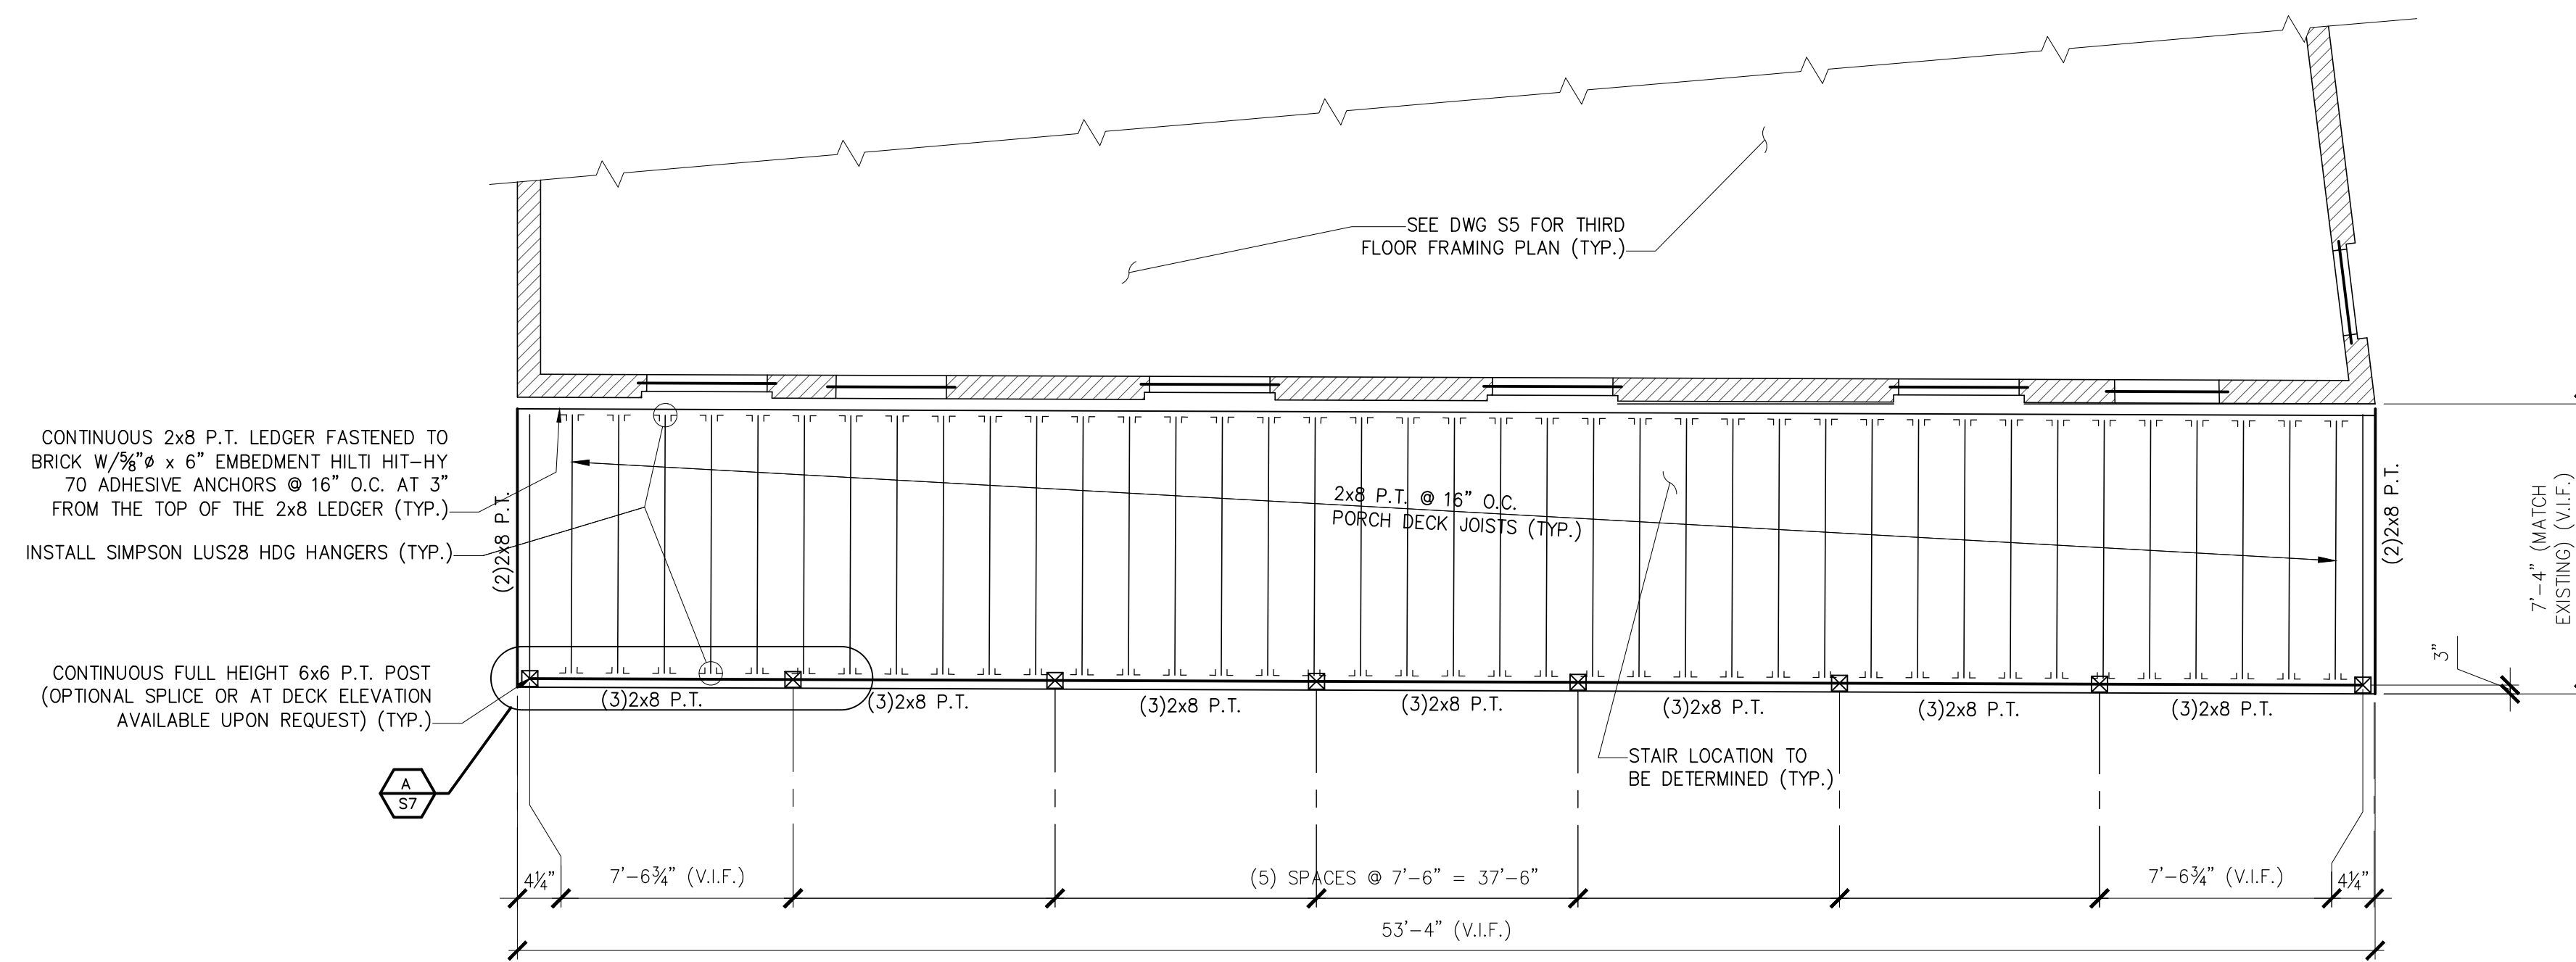 SEE DWG S5 FOR THIRD
FLOOR FRAMING PLAN (TYP.)
CONTINUOUS 2x8 P.T. LEDGER FASTENED TO
BRICK W/⅝"ø x 6" EMBEDMENT HILTI HIT-HY
70 ADHESIVE ANCHORS @ 16" O.C. AT 3"
FROM THE TOP OF THE 2x8 LEDGER (TYP.)
INSTALL SIMPSON LUS28 HDG HANGERS (TYP.)
(2)2x8 P.T.
2x8 P.T. @ 16" O.C.
PORCH DECK JOISTS (TYP.)
(2)2x8 P.T.
7'-4" (MATCH
EXISTING) (V.I.F.)
3"
CONTINUOUS FULL HEIGHT 6x6 P.T. POST
(OPTIONAL SPLICE OR AT DECK ELEVATION
AVAILABLE UPON REQUEST) (TYP.)
(3)2x8 P.T.
(3)2x8 P.T.
(3)2x8 P.T.
(3)2x8 P.T.
(3)2x8 P.T.
(3)2x8 P.T.
(3)2x8 P.T.
STAIR LOCATION TO
BE DETERMINED (TYP.)
A
S7
4¼"
7'-6¾" (V.I.F.)
(5) SPACES @ 7'-6" = 37'-6"
7'-6¾" (V.I.F.)
4¼"
53'-4" (V.I.F.)